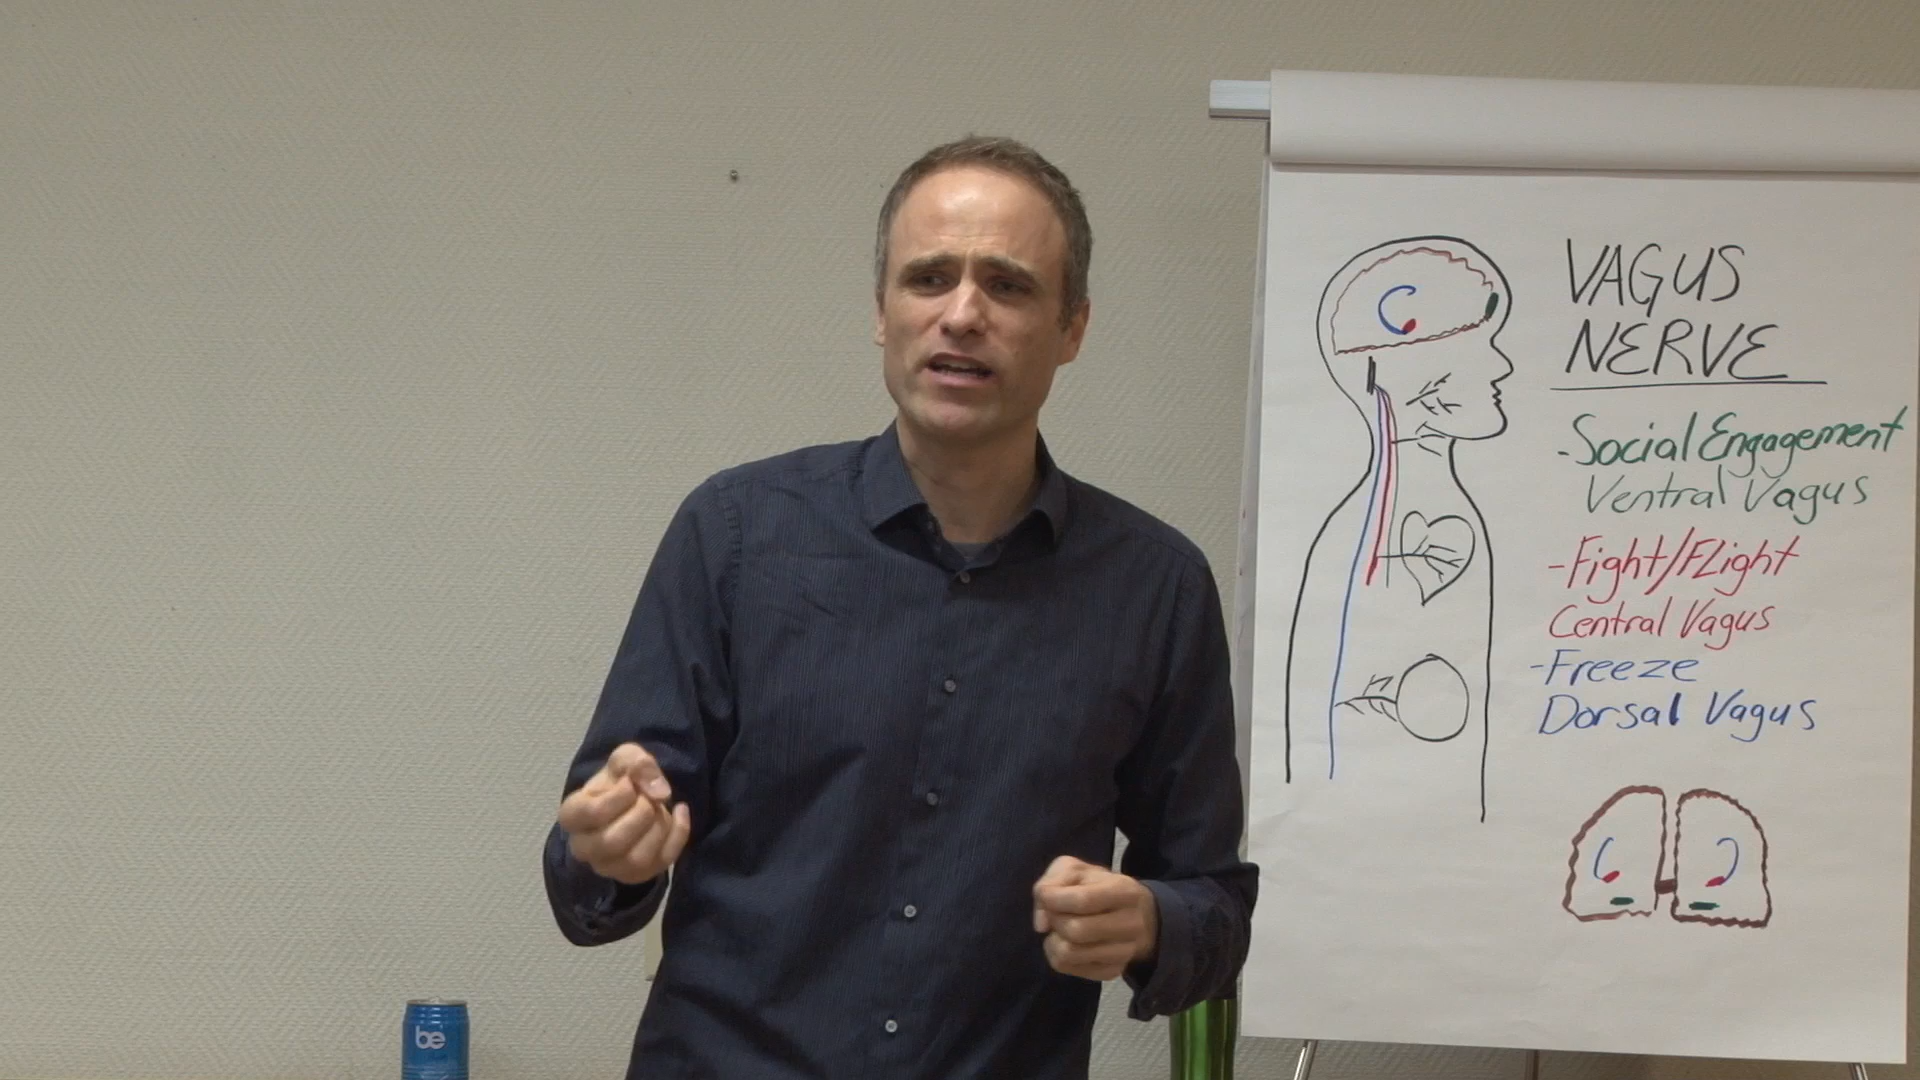 VAGUS
NERVE
-Social Engagement
Ventral Vagus
-Fight/FLight
Central Vagus
-Freeze
Dorsal Vagus
be